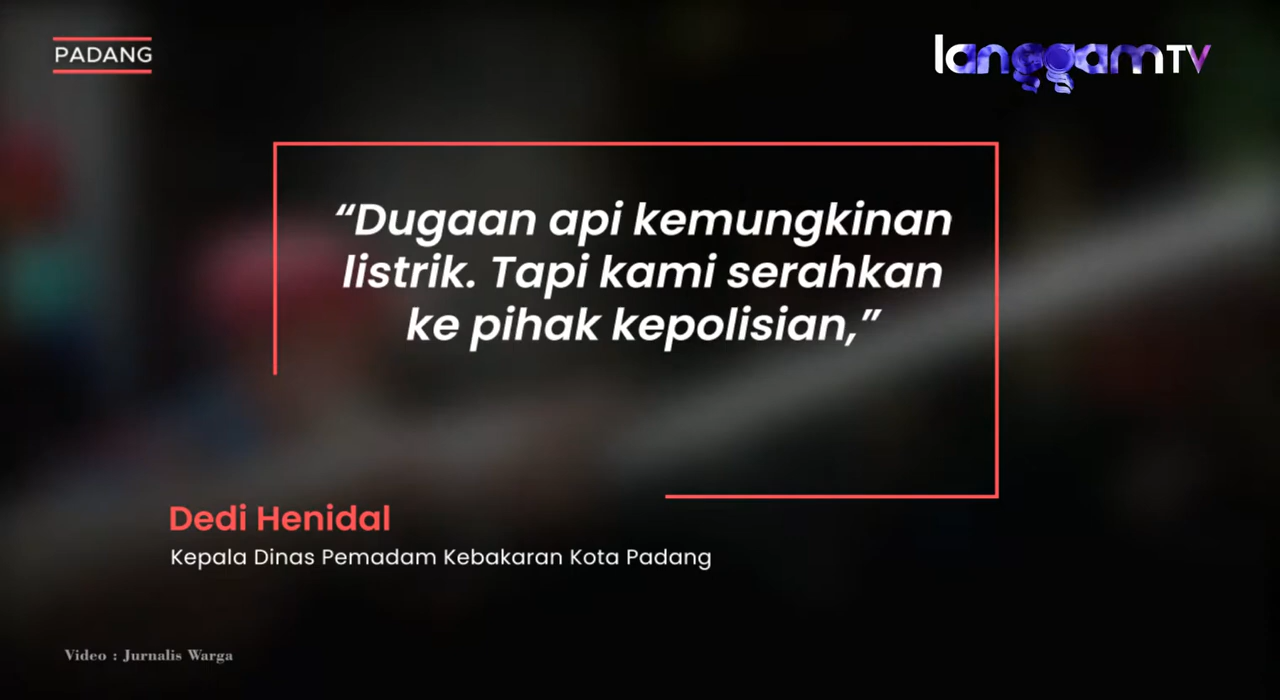 PADANG
langgamTV
“Dugaan api kemungkinan
listrik. Tapi kami serahkan
ke pihak kepolisian,”
Dedi Henidal
Kepala Dinas Pemadam Kebakaran Kota Padang
Video : Jurnalis Warga